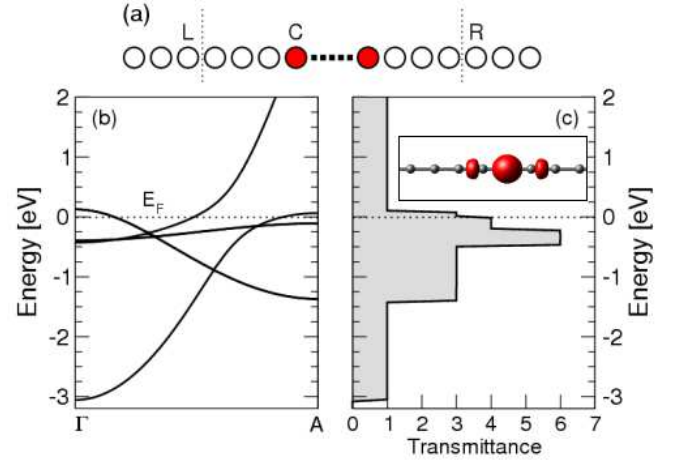 (a)
L C R
(b)
(c)
E_F
Energy [eV]
2
1
0
-1
-2
-3
Γ A
Energy [eV]
2
1
0
-1
-2
-3
0 1 2 3 4 5 6 7
Transmittance